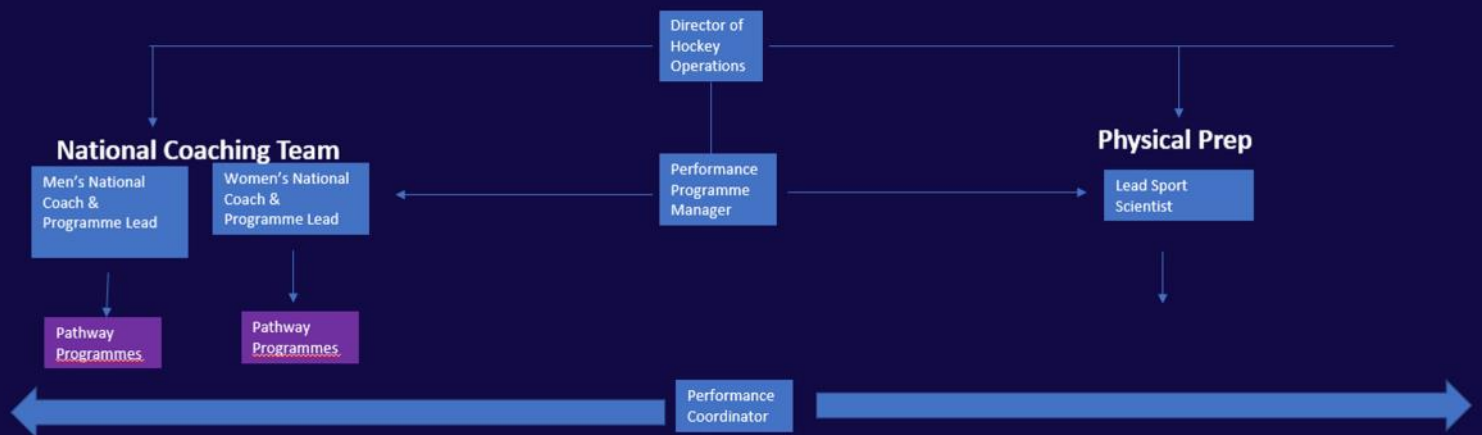 Director of
Hockey
Operations
National Coaching Team
Physical Prep
Men's National
Coach &
Programme Lead
Women's National
Coach &
Programme Lead
Performance
Programme
Manager
Lead Sport
Scientist
Pathway
Programmes
Pathway
Programmes
Performance
Coordinator